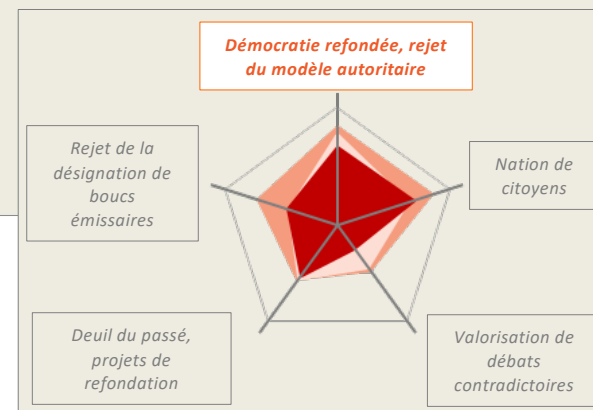 Démocratie refondée, rejet
du modèle autoritaire
Rejet de la
désignation de
boucs
émissaires
Nation de
citoyens
Deuil du passé,
projets de
refondation
Valorisation de
débats
contradictoires